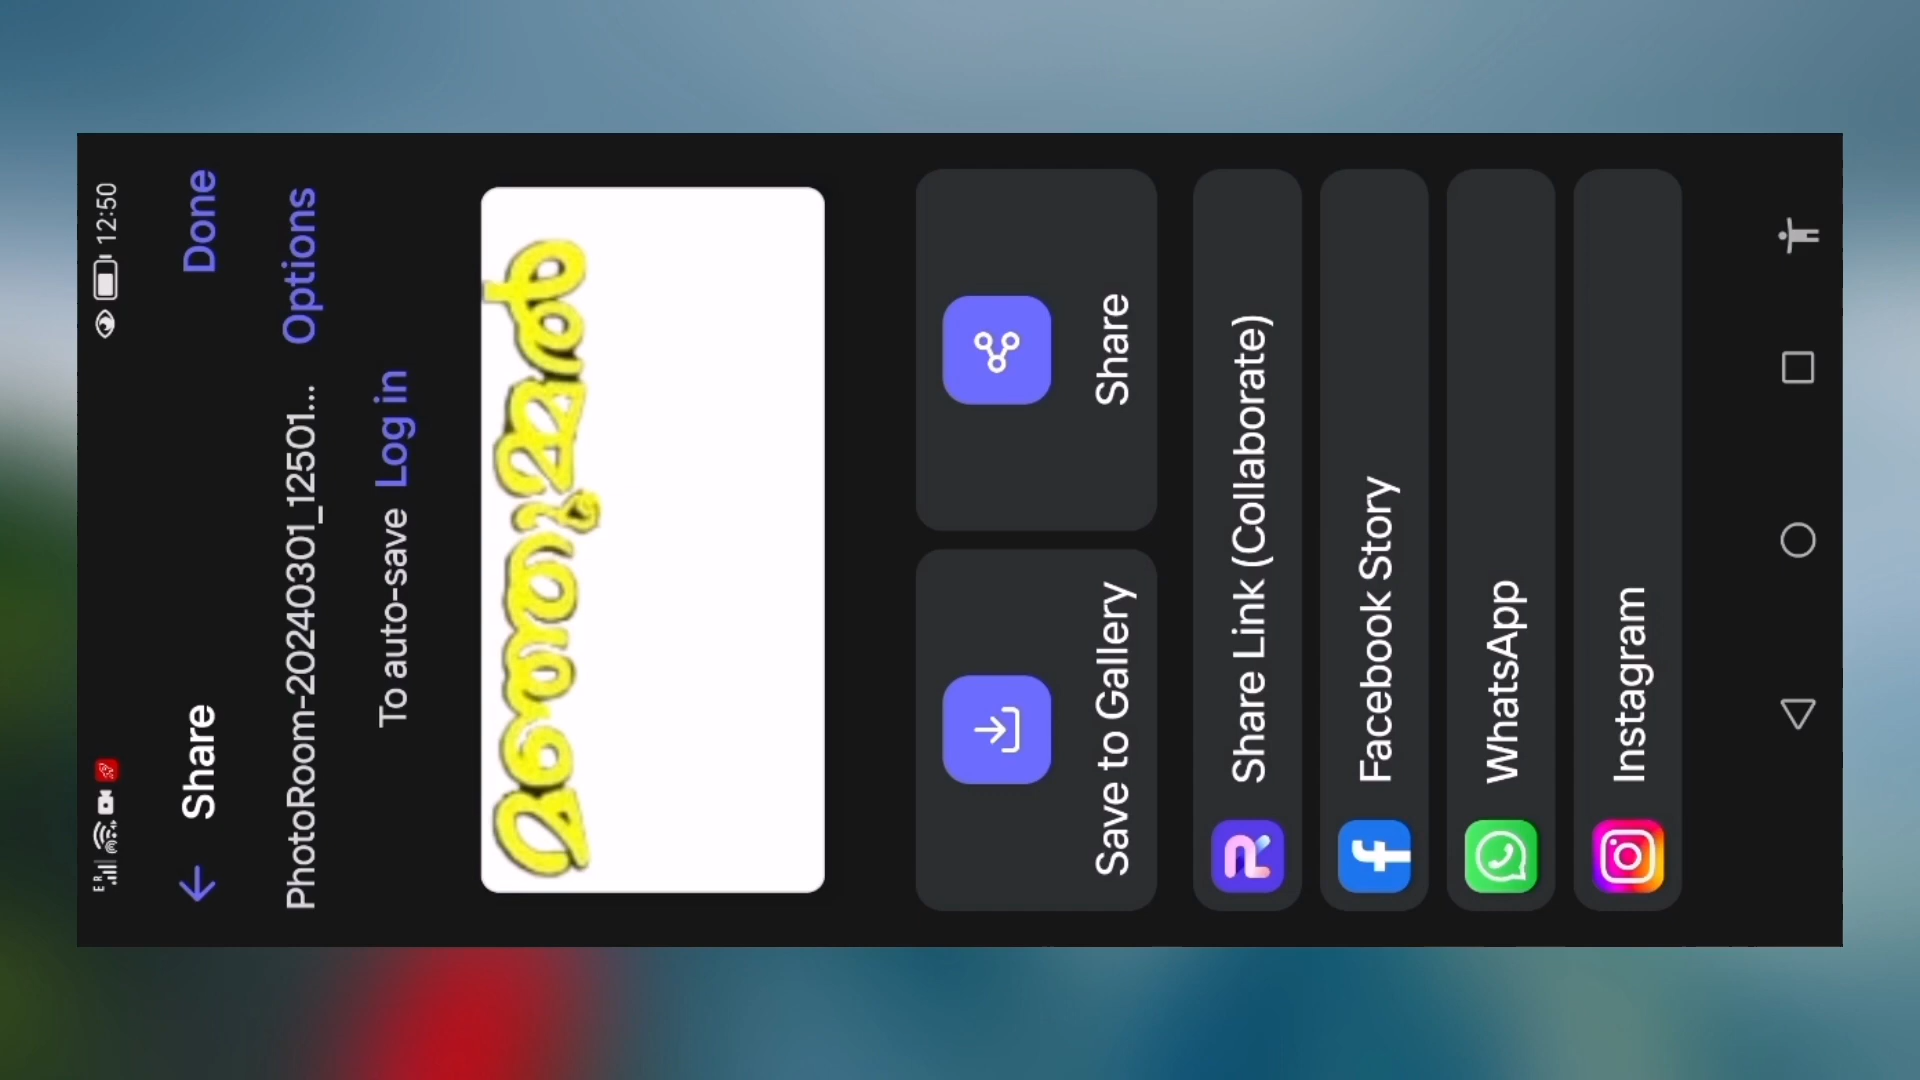 12:50
Share Done
PhotoRoom-20240301_12501... Options
To auto-save Log in
Save to Gallery
Share
Share Link (Collaborate)
Facebook Story
WhatsApp
Instagram